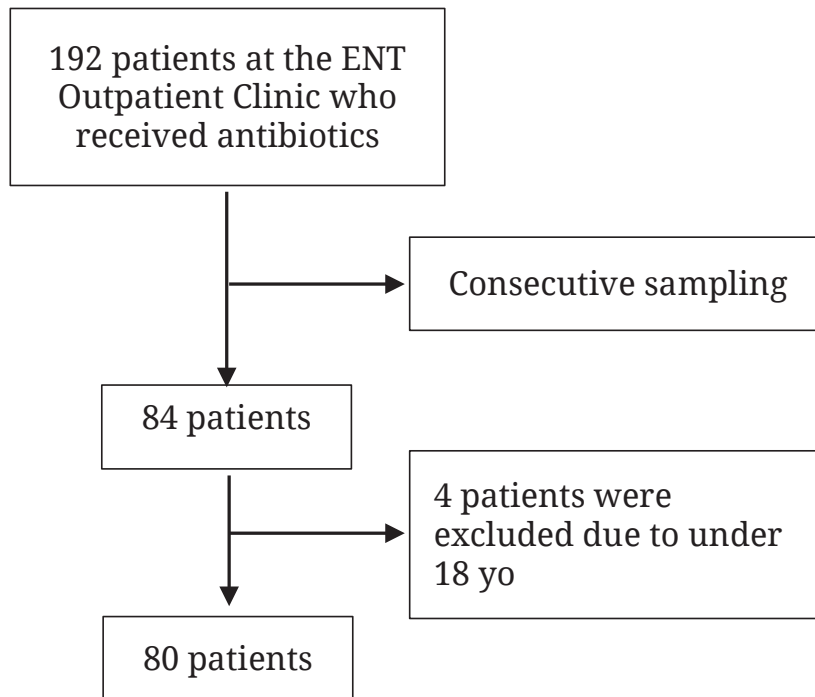 192 patients at the ENT
Outpatient Clinic who
received antibiotics
Consecutive sampling
84 patients
4 patients were
excluded due to under
18 yo
80 patients